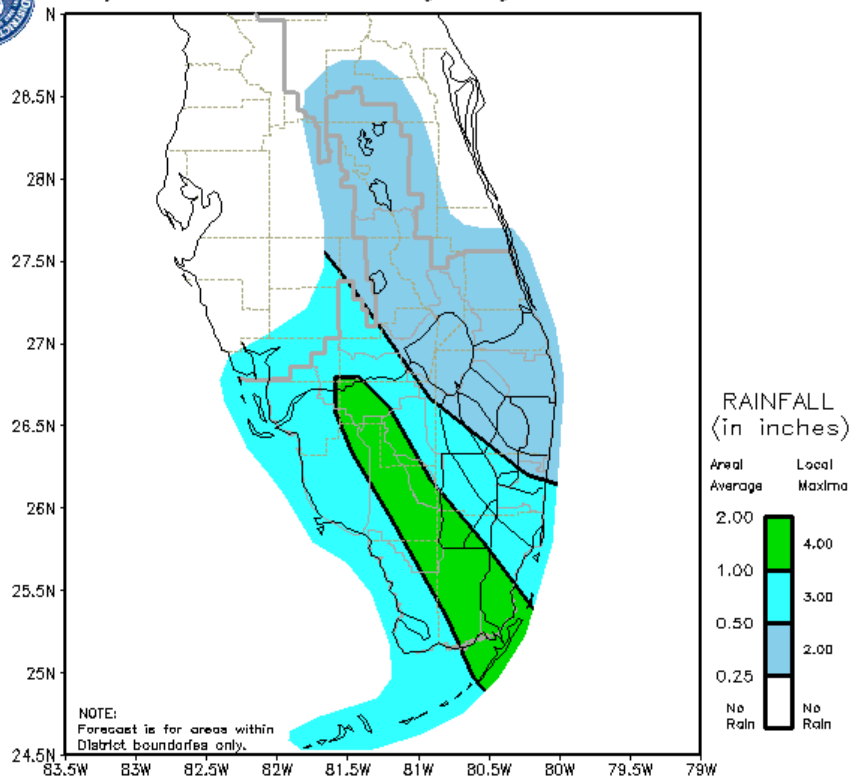 DISTRIC
N
28.5N
28N
27.5N
27N
26.5N
26N
25.5N
25N
24.5N
83.5W 83W 82.5W 82W 81.5W 81W 80.5W 80W 79.5W 79W
NOTE:
Forecast is for areas within
District boundaries only.
RAINFALL
(in inches)
Areal Local
Average Maxima
2.00
4.00
1.00
3.00
0.50
2.00
0.25
No No
Rain Rain